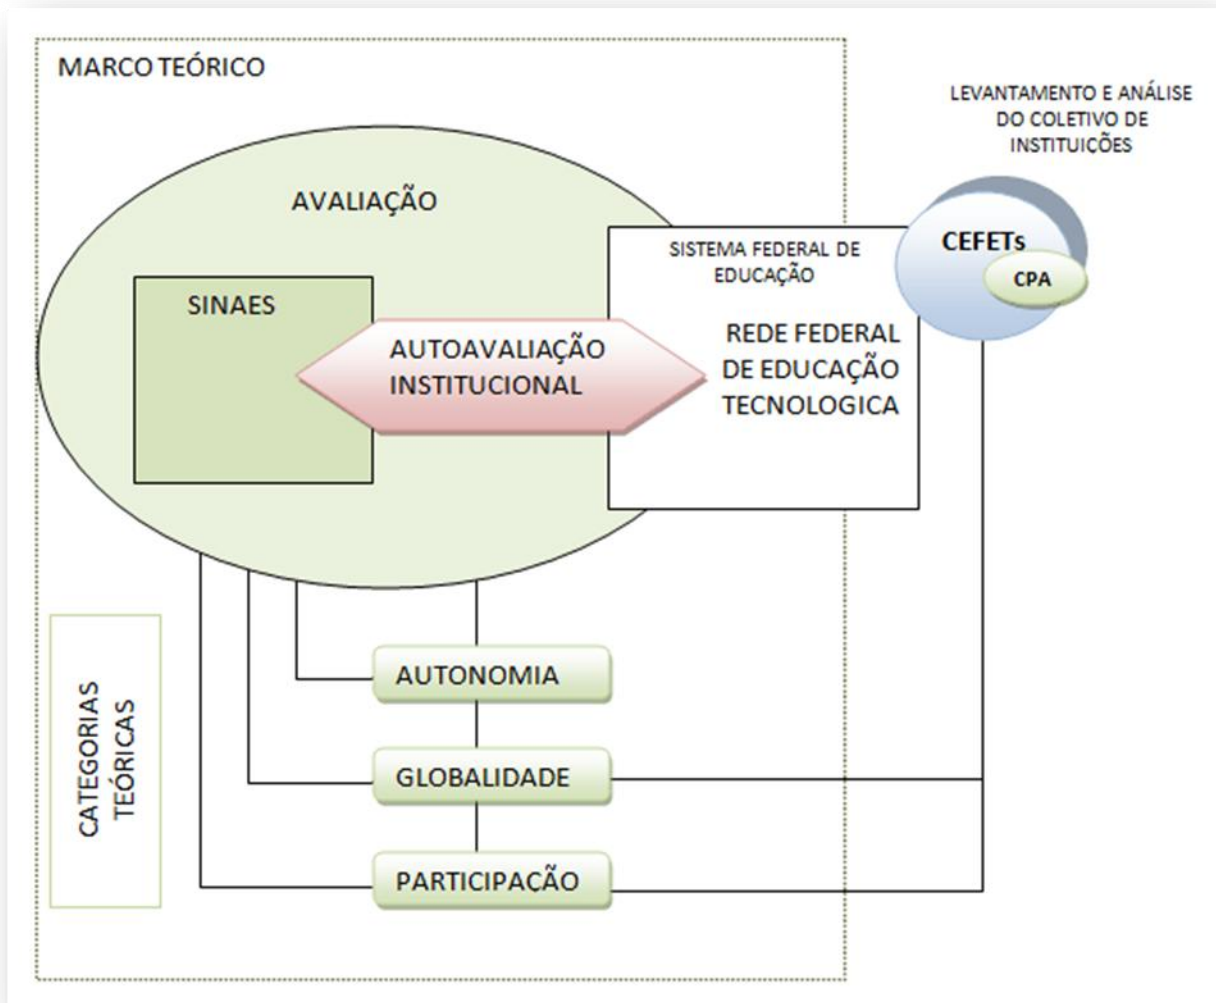 MARCO TEÓRICO
LEVANTAMENTO E ANÁLISE
DO COLETIVO DE
INSTITUIÇÕES
AVALIAÇÃO
SINAES
AUTOAVALIAÇÃO
INSTITUCIONAL
SISTEMA FEDERAL DE
EDUCAÇÃO
REDE FEDERAL
DE EDUCAÇÃO
TECNOLOGICA
CEFETs
CPA
CATEGORIAS
TEÓRICAS
AUTONOMIA
GLOBALIDADE
PARTICIPAÇÃO